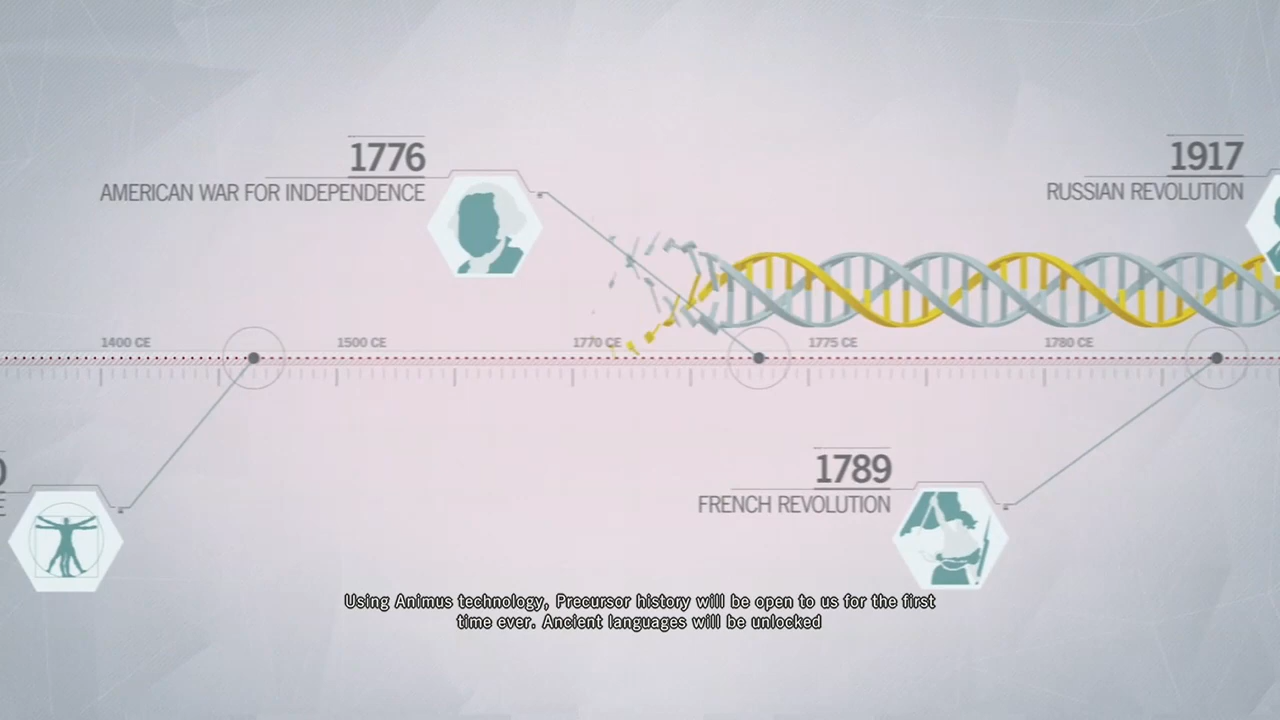 1776
AMERICAN WAR FOR INDEPENDENCE
1917
RUSSIAN REVOLUTION
1400 CE
1500 CE
1770 CE
1775 CE
1780 CE
0
E
1789
FRENCH REVOLUTION
Using Animus technology, Precursor history will be open to us for the first
time ever. Ancient languages will be unlocked